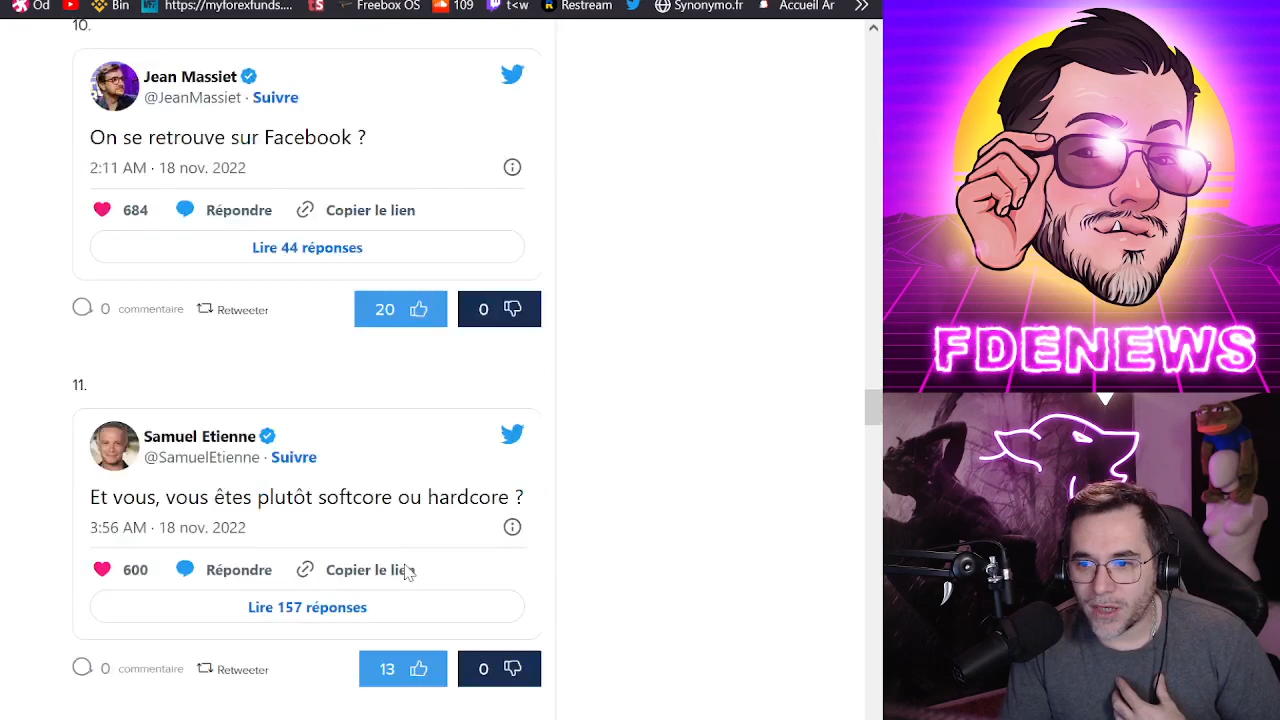 Od
Bin
https://myforexfunds....
Freebox OS
109
t<w
Restream
Synonymo.fr
Accueil Ar
10.
Jean Massiet
@JeanMassiet · Suivre
On se retrouve sur Facebook ?
2:11 AM · 18 nov. 2022
684 Répondre Copier le lien
Lire 44 réponses
0 commentaire Retweeter 20 0
11.
Samuel Etienne
@SamuelEtienne · Suivre
Et vous, vous êtes plutôt softcore ou hardcore ?
3:56 AM · 18 nov. 2022
600 Répondre Copier le lien
Lire 157 réponses
0 commentaire Retweeter 13 0
FDENEWS